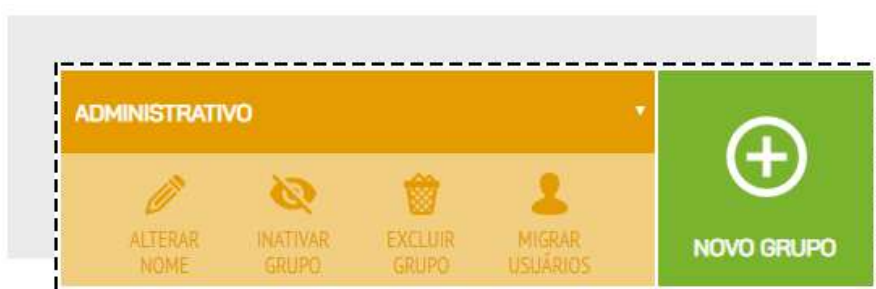 ADMINISTRATIVO
ALTERAR
NOME
INATIVAR
GRUPO
EXCLUIR
GRUPO
MIGRAR
USUÁRIOS
NOVO GRUPO